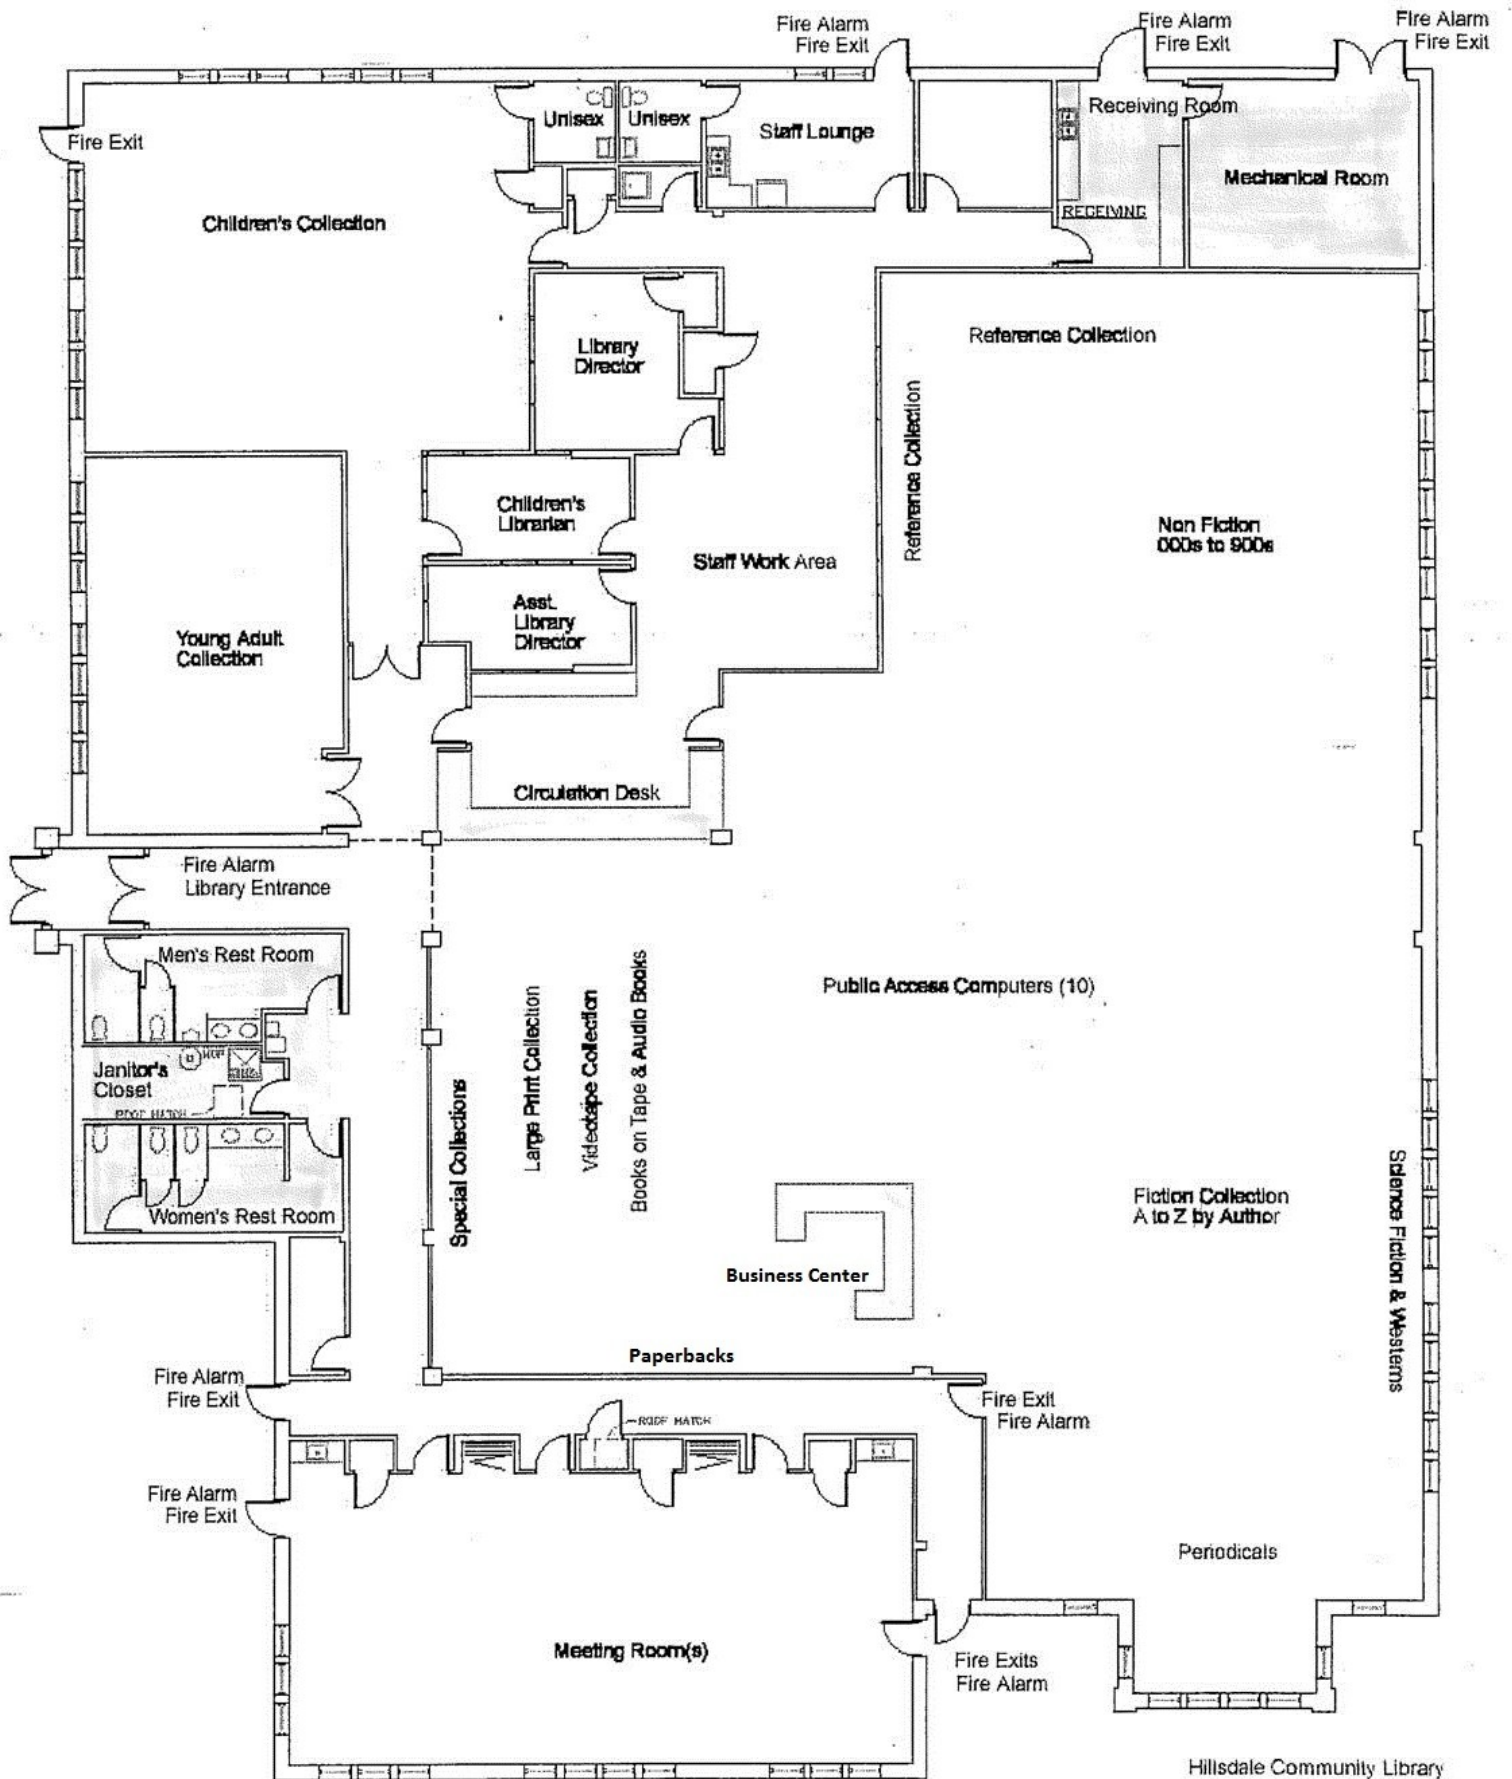 Fire Alarm
Fire Exit
Fire Alarm
Fire Exit
Fire Alarm
Fire Exit
Fire Exit
Unisex
Unisex
Staff Lounge
Receiving Room
Mechanical Room
RECEIVING
Children's Collection
Library
Director
Reference Collection
Reference Collection
Children's
Librarian
Non Fiction
000s to 900s
Staff Work Area
Asst.
Library
Director
Young Adult
Collection
Circulation Desk
Fire Alarm
Library Entrance
Men's Rest Room
Public Access Computers (10)
Large Print Collection
Videotape Collection
Books on Tape & Audio Books
Special Collections
MOP
Janitor's
Closet
ROOF HATCH
Women's Rest Room
Fiction Collection
A to Z by Author
Science Fiction & Westerns
Business Center
Paperbacks
Fire Alarm
Fire Exit
Fire Exit
Fire Alarm
ROOF HATCH
Fire Alarm
Fire Exit
Periodicals
Meeting Room(s)
Fire Exits
Fire Alarm
Hillsdale Community Library